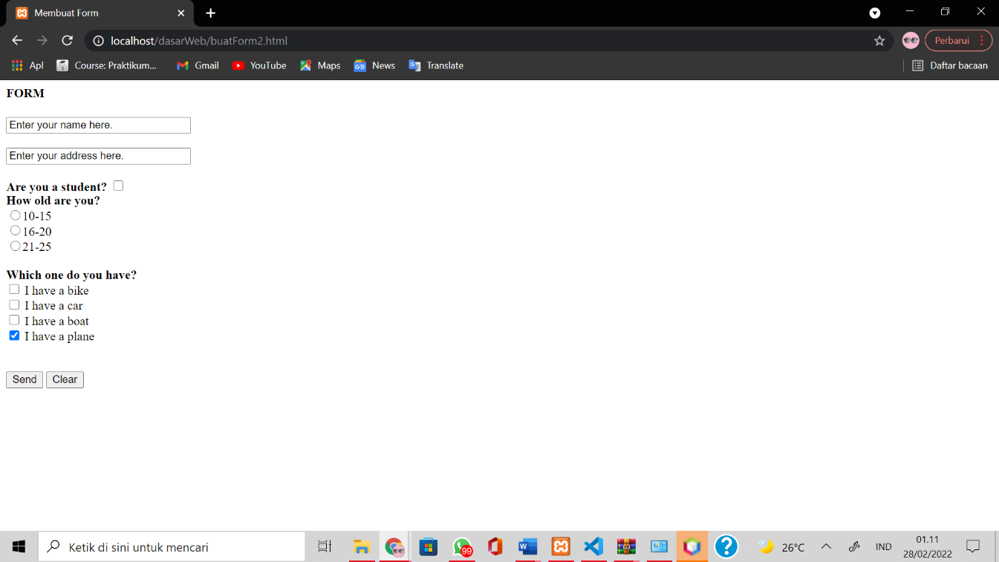 Membuat Form
localhost/dasarWeb/buatForm2.html
Perbarui
Apl Course: Praktikum... Gmail YouTube Maps News Translate Daftar bacaan
FORM
Enter your name here.
Enter your address here.
Are you a student?
How old are you?
10-15
16-20
21-25
Which one do you have?
I have a bike
I have a car
I have a boat
I have a plane
Send Clear
Ketik di sini untuk mencari
99
26°C
IND
01.11
28/02/2022